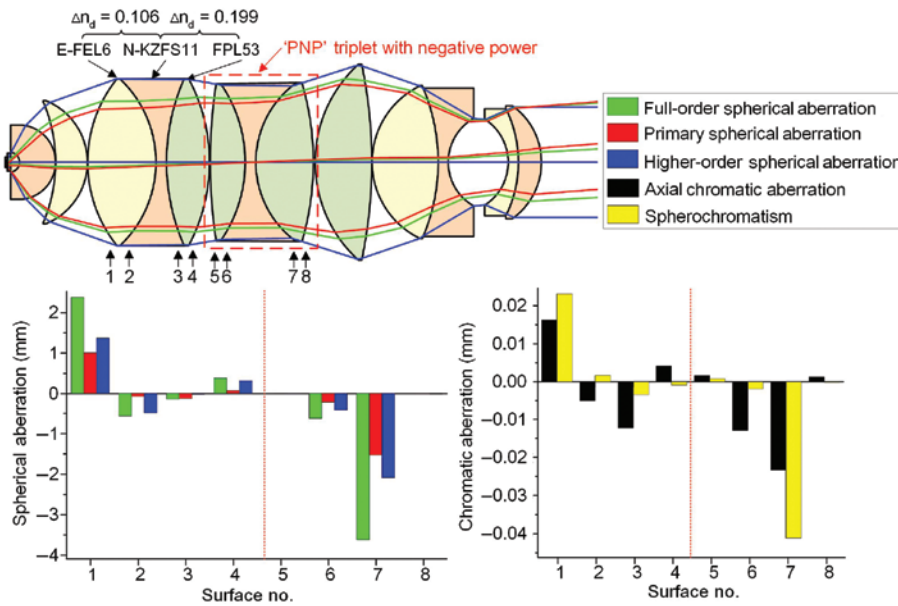 Δnd = 0.106 Δnd = 0.199
E-FEL6 N-KZFS11 FPL53
'PNP' triplet with negative power
1 2 3 4 5 6 7 8
Full-order spherical aberration
Primary spherical aberration
Higher-order spherical aberration
Axial chromatic aberration
Spherochromatism
Spherical aberration (mm)
2
1
0
−1
−2
−3
−4
1 2 3 4 5 6 7 8
Surface no.
Chromatic aberration (mm)
0.02
0.01
0.00
−0.01
−0.02
−0.03
−0.04
1 2 3 4 5 6 7 8
Surface no.